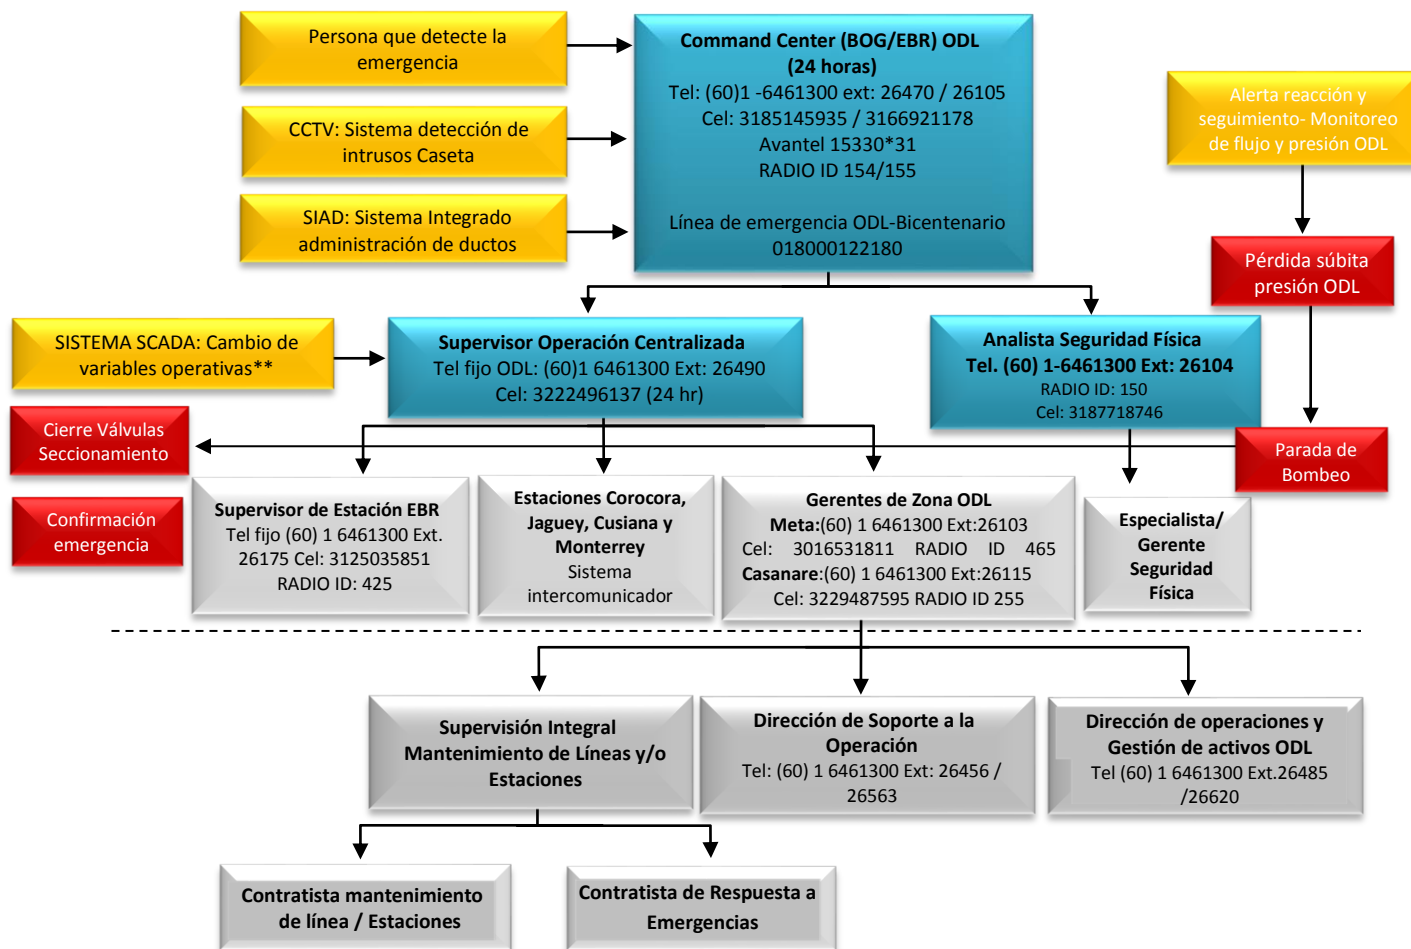 Persona que detecte la
emergencia
CCTV: Sistema detección de
intrusos Caseta
SIAD: Sistema Integrado
administración de ductos
Command Center (BOG/EBR) ODL
(24 horas)
Tel: (60)1 -6461300 ext: 26470 / 26105
Cel: 3185145935 / 3166921178
Avantel 15330*31
RADIO ID 154/155
Línea de emergencia ODL-Bicentenario
018000122180
Alerta reacción y
seguimiento- Monitoreo
de flujo y presión ODL
Pérdida súbita
presión ODL
SISTEMA SCADA: Cambio de
variables operativas**
Supervisor Operación Centralizada
Tel fijo ODL: (60)1 6461300 Ext: 26490
Cel: 3222496137 (24 hr)
Analista Seguridad Física
Tel. (60) 1-6461300 Ext: 26104
RADIO ID: 150
Cel: 3187718746
Cierre Válvulas
Seccionamiento
Parada de
Bombeo
Confirmación
emergencia
Supervisor de Estación EBR
Tel fijo (60) 1 6461300 Ext.
26175 Cel: 3125035851
RADIO ID: 425
Estaciones Corocora,
Jaguey, Cusiana y
Monterrey
Sistema
intercomunicador
Gerentes de Zona ODL
Meta:(60) 1 6461300 Ext:26103
Cel: 3016531811 RADIO ID 465
Casanare:(60) 1 6461300 Ext:26115
Cel: 3229487595 RADIO ID 255
Especialista/
Gerente
Seguridad
Física
Supervisión Integral
Mantenimiento de Líneas y/o
Estaciones
Dirección de Soporte a la
Operación
Tel: (60) 1 6461300 Ext: 26456 /
26563
Dirección de operaciones y
Gestión de activos ODL
Tel (60) 1 6461300 Ext.26485
/26620
Contratista mantenimiento
de línea / Estaciones
Contratista de Respuesta a
Emergencias